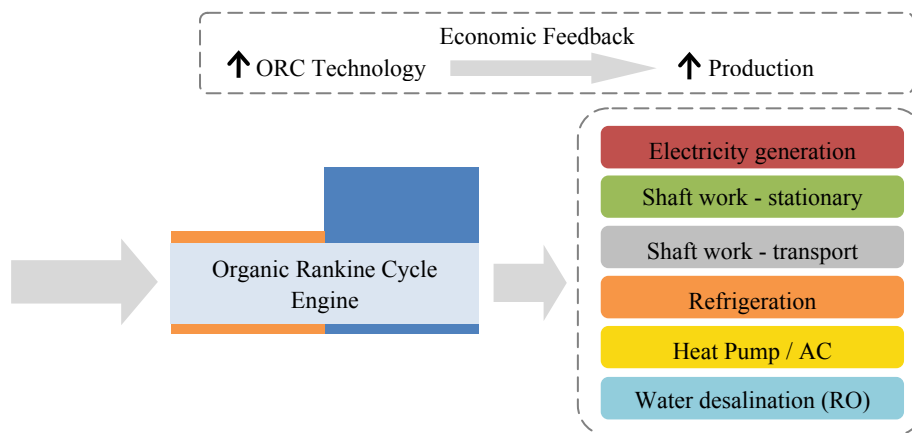 Economic Feedback
↑ ORC Technology
↑ Production
Electricity generation
Shaft work - stationary
Shaft work - transport
Organic Rankine Cycle
Engine
Refrigeration
Heat Pump / AC
Water desalination (RO)